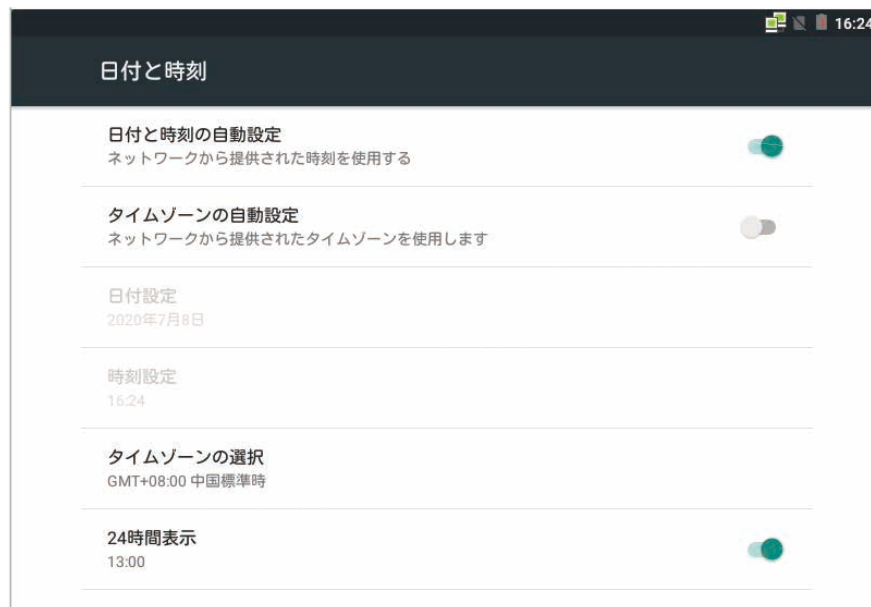 16:24
日付と時刻
日付と時刻の自動設定
ネットワークから提供された時刻を使用する
タイムゾーンの自動設定
ネットワークから提供されたタイムゾーンを使用します
日付設定
2020年7月8日
時刻設定
16:24
タイムゾーンの選択
GMT+08:00 中国標準時
24時間表示
13:00